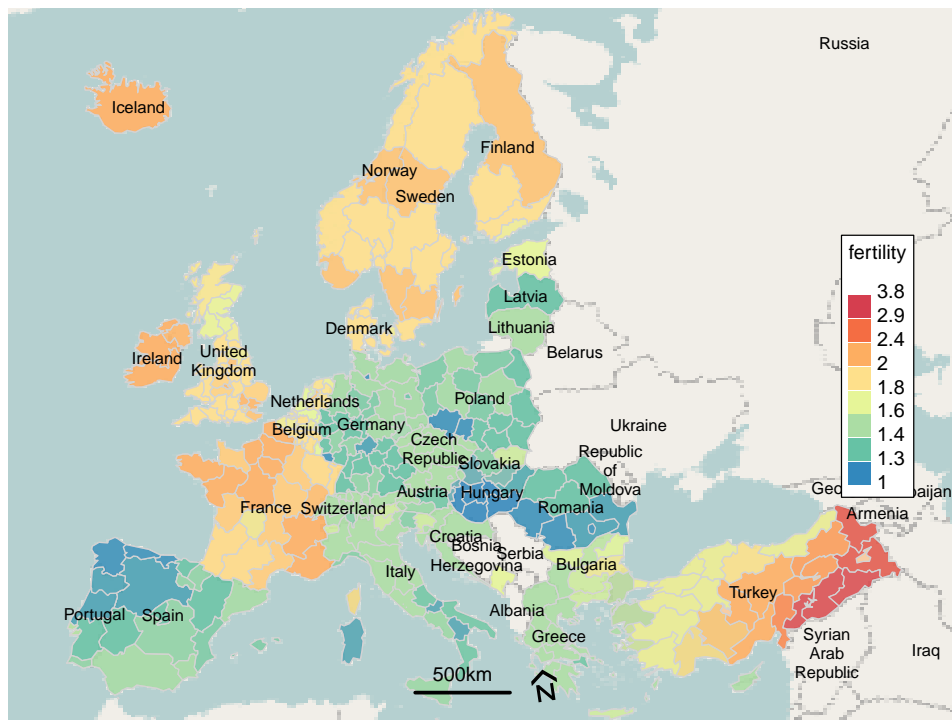 Russia
Iceland
Finland
Norway
Sweden
fertility
Estonia
3.8
Latvia
2.9
Lithuania
2.4
Denmark
Ireland
United
Kingdom
Belarus
2
1.8
Netherlands
Poland
1.6
Belgium
Germany
Ukraine
1.4
Czech
Republic
Slovakia
Republic
of
Moldova
1.3
1
France
Switzerland
Austria
Hungary
Romania
Geo
baijan
Armenia
Croatia
Bosnia
Herzegovina
Serbia
Italy
Bulgaria
Portugal
Spain
Albania
Turkey
Greece
Syrian
Arab
Republic
Iraq
500km
N